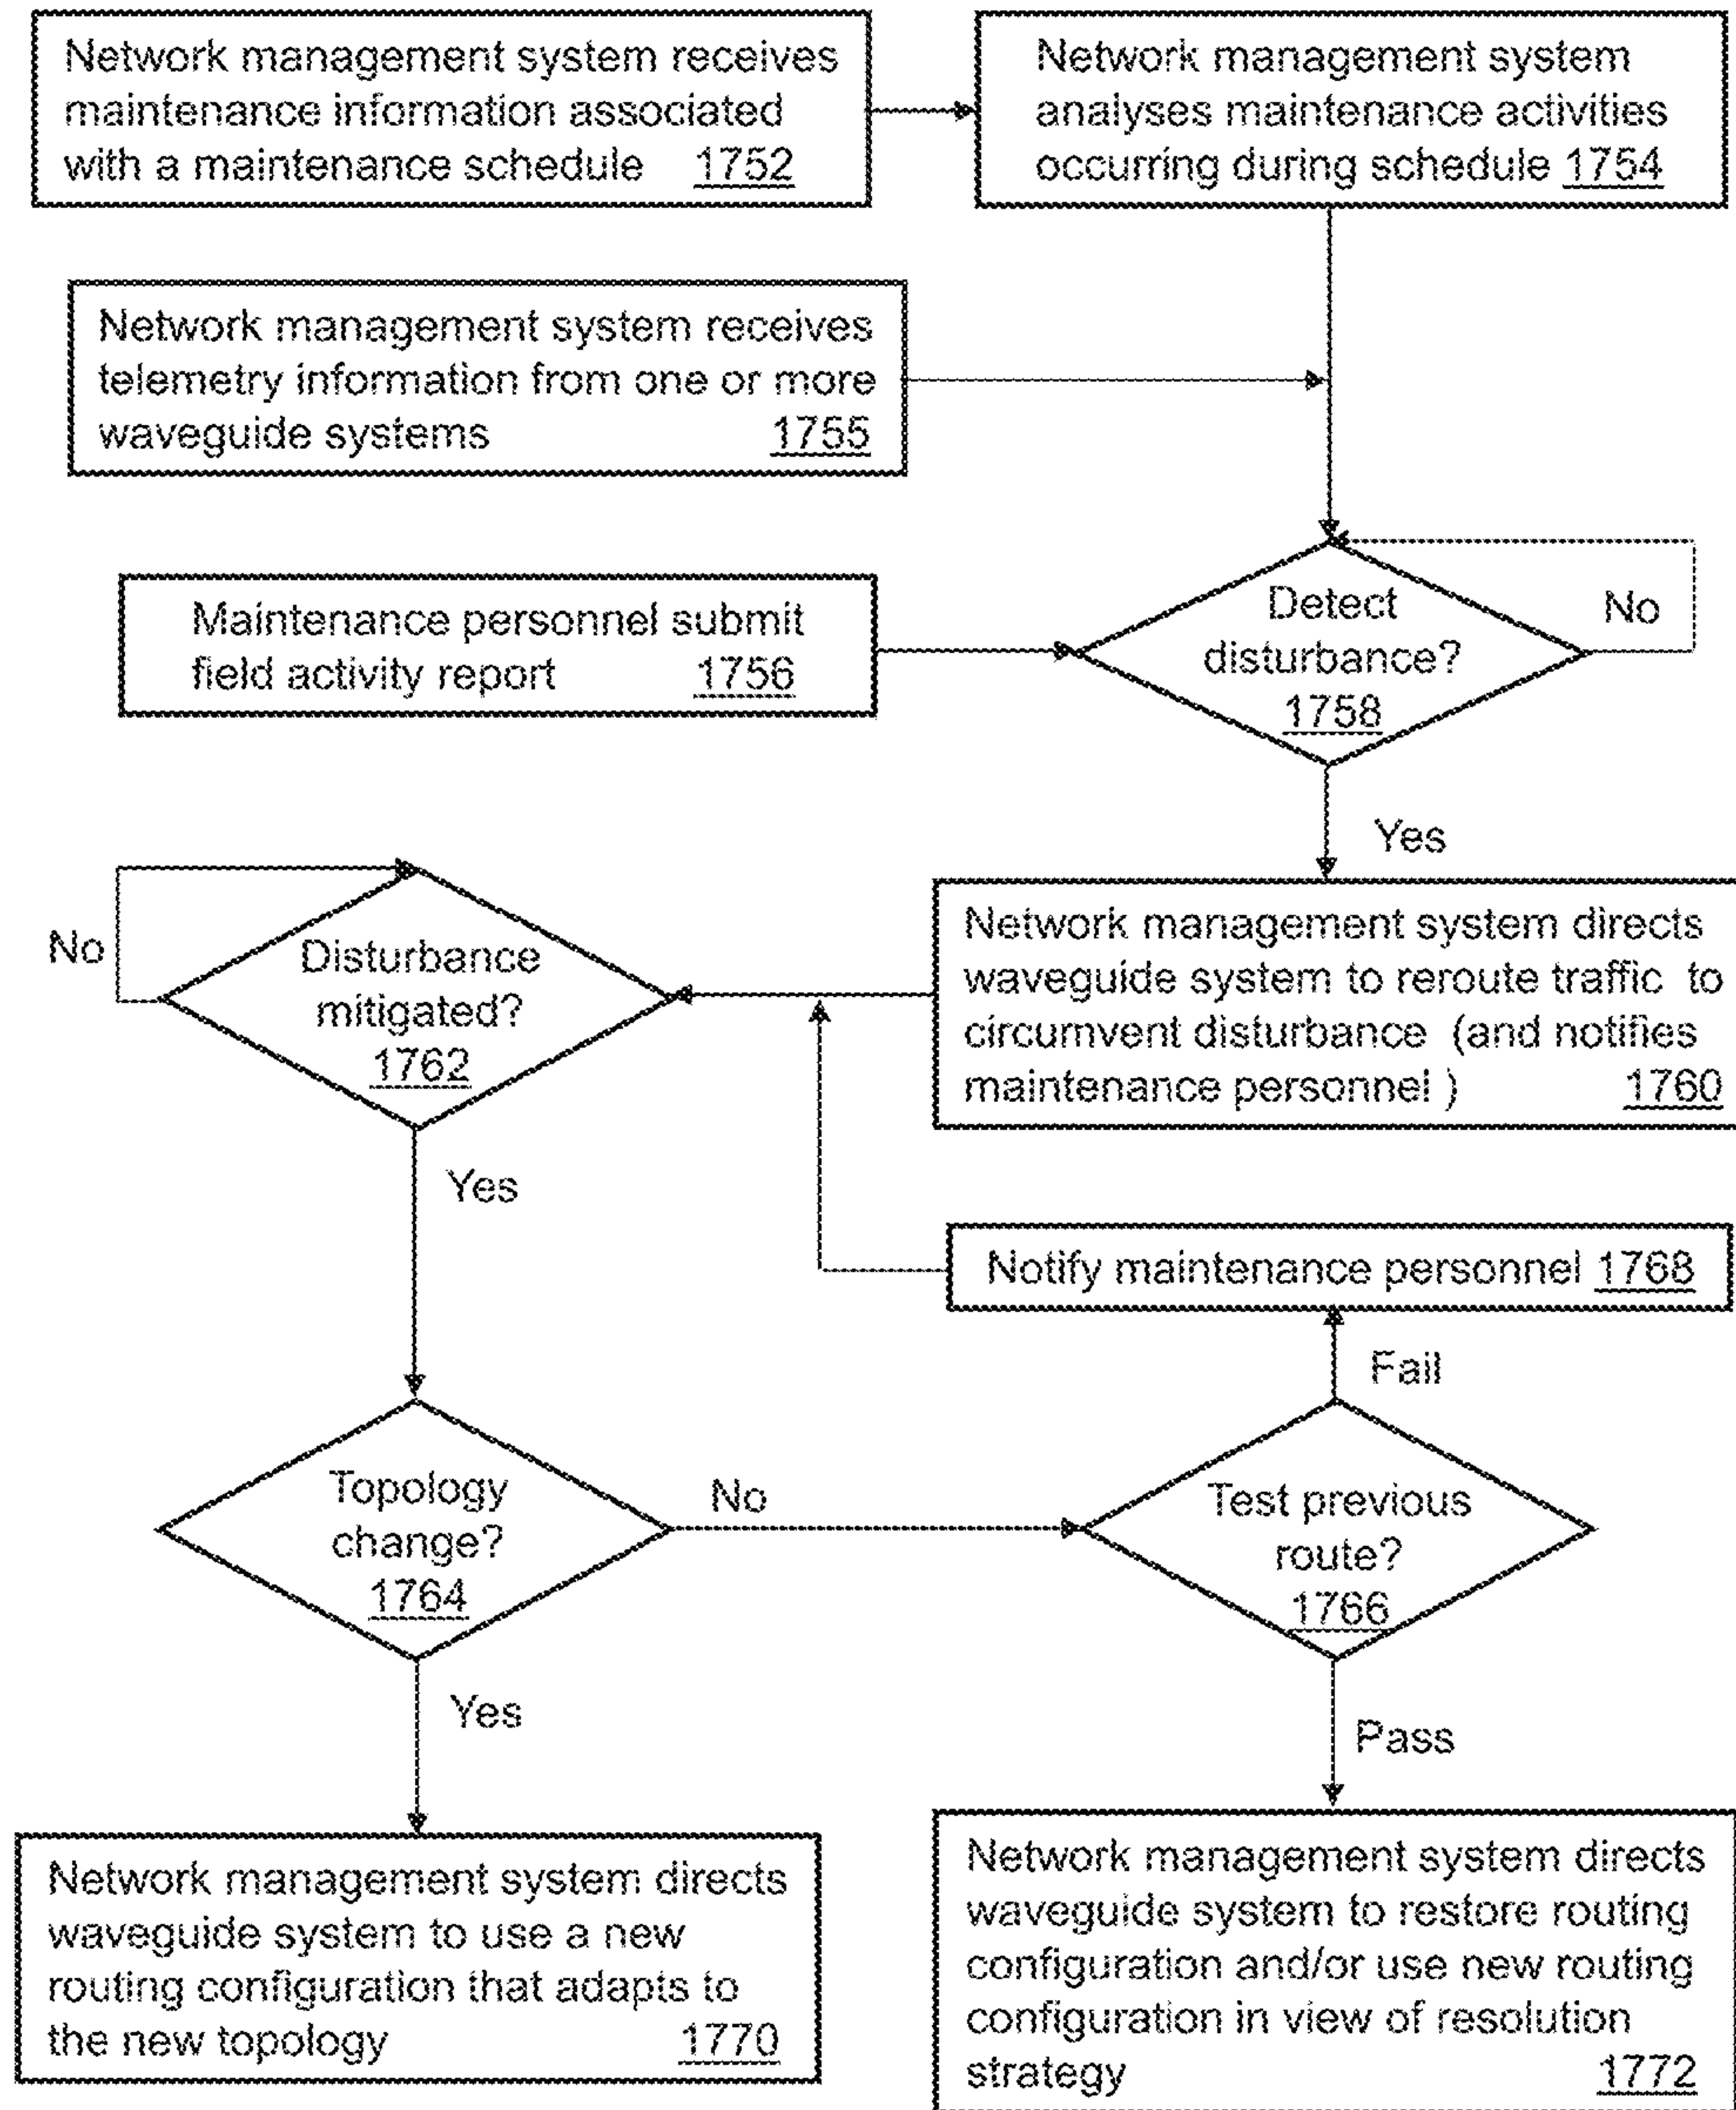 Network management system receives
maintenance information associated
with a maintenance schedule 1752
Network management system
analyses maintenance activities
occurring during schedule 1754
Network management system receives
telemetry information from one or more
waveguide systems 1755
Maintenance personnel submit
field activity report 1756
Detect
disturbance?
1758
No
Yes
Network management system directs
waveguide system to reroute traffic to
circumvent disturbance (and notifies
maintenance personnel ) 1760
No
Disturbance
mitigated?
1762
Yes
Notify maintenance personnel 1768
Fail
Topology
change?
1764
No
Test previous
route?
1766
Yes
Pass
Network management system directs
waveguide system to use a new
routing configuration that adapts to
the new topology 1770
Network management system directs
waveguide system to restore routing
configuration and/or use new routing
configuration in view of resolution
strategy 1772